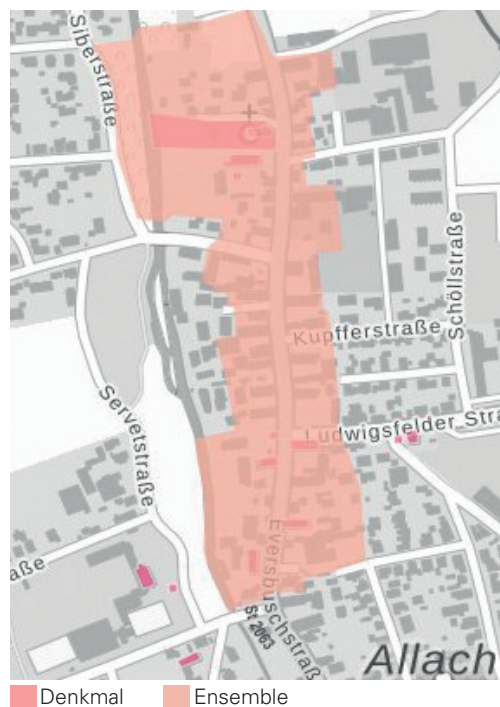 Siberstraße
Schöllstraße
Kupfferstraße
Ludwigsfelder Stra
Servetstraße
aße
Eversbuschstraß
St 2063
Allach
Denkmal
Ensemble